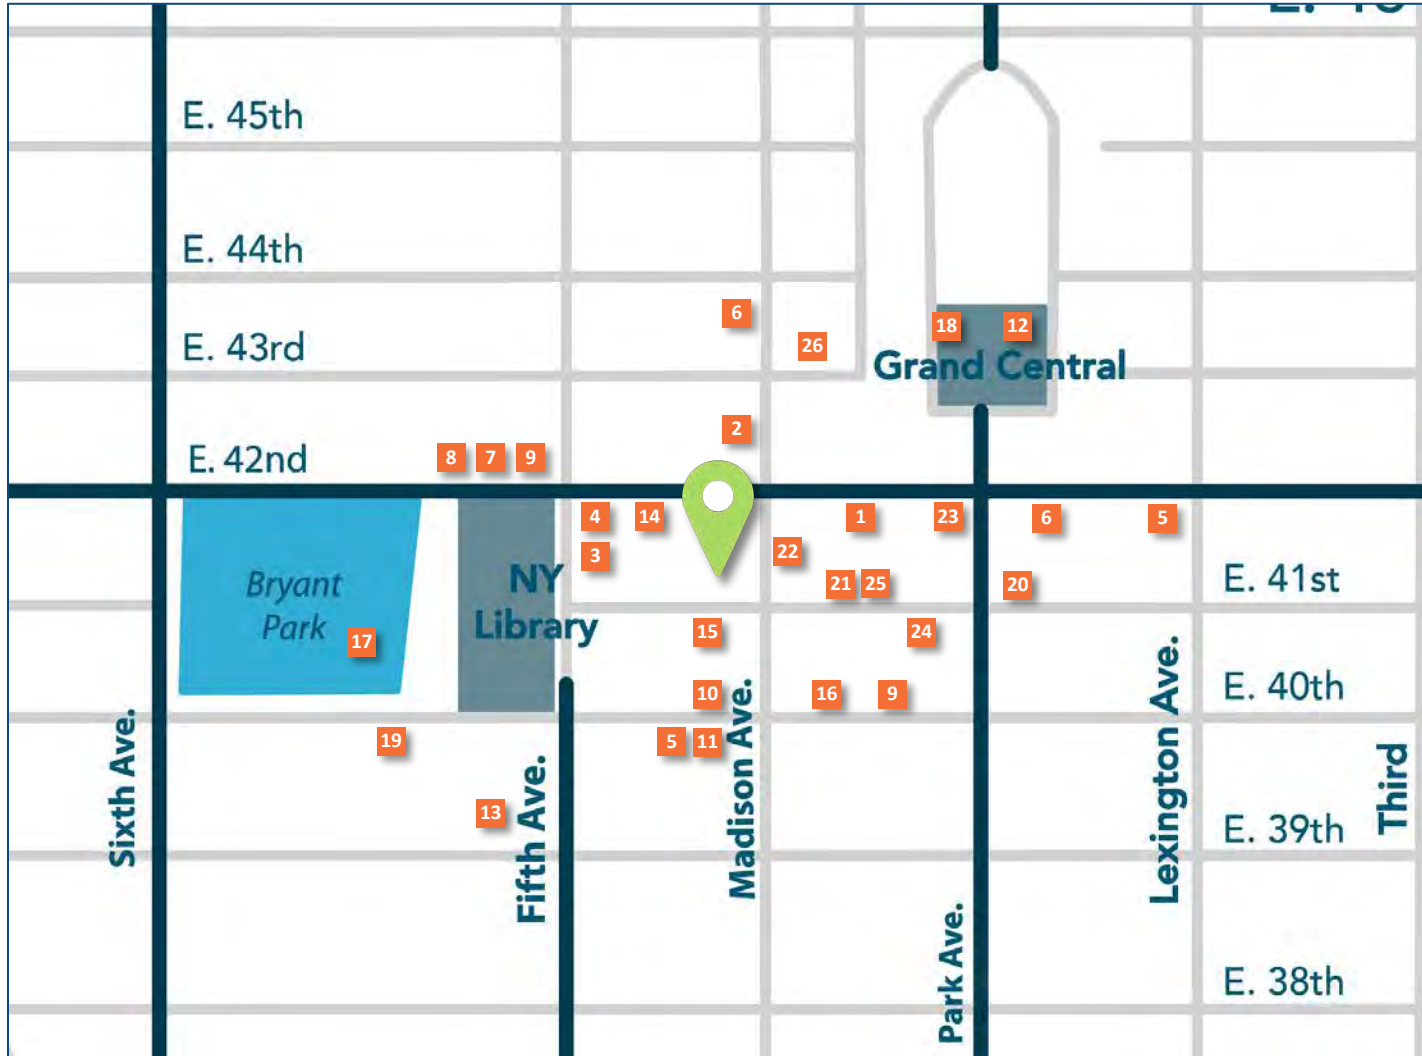 E. 45th
E. 44th
6
18
12
E. 43rd
26
Grand Central
2
E. 42nd
8
7
9
4
14
1
23
6
5
3
22
NY
Library
Bryant
Park
21
25
20
E. 41st
17
15
24
10
16
9
E. 40th
19
5
11
13
Sixth Ave.
Fifth Ave.
Madison Ave.
Park Ave.
Lexington Ave.
Third
E. 39th
E. 38th